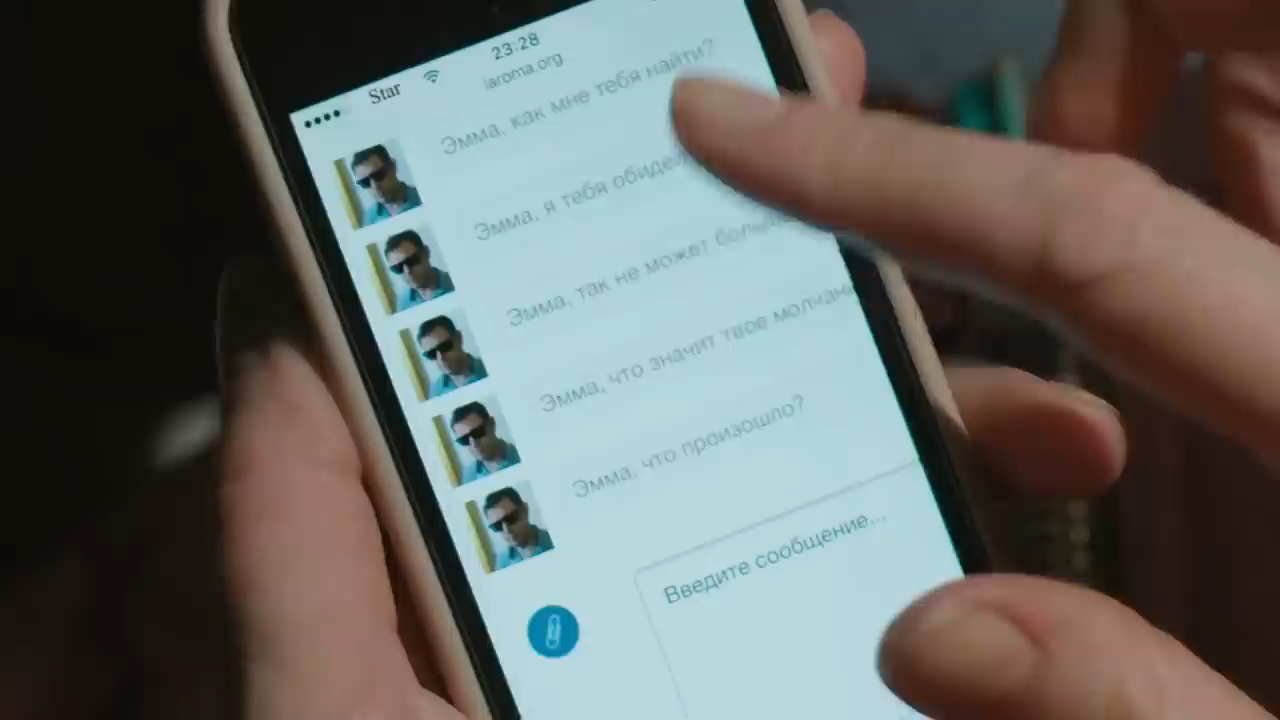 23:28
Star
iaroma.org
Эмма, как мне тебя найти?
Эмма, я тебя
Эмма, так не может
Эмма, что значит твое
Эмма, что произошло?
Введите сообщение...